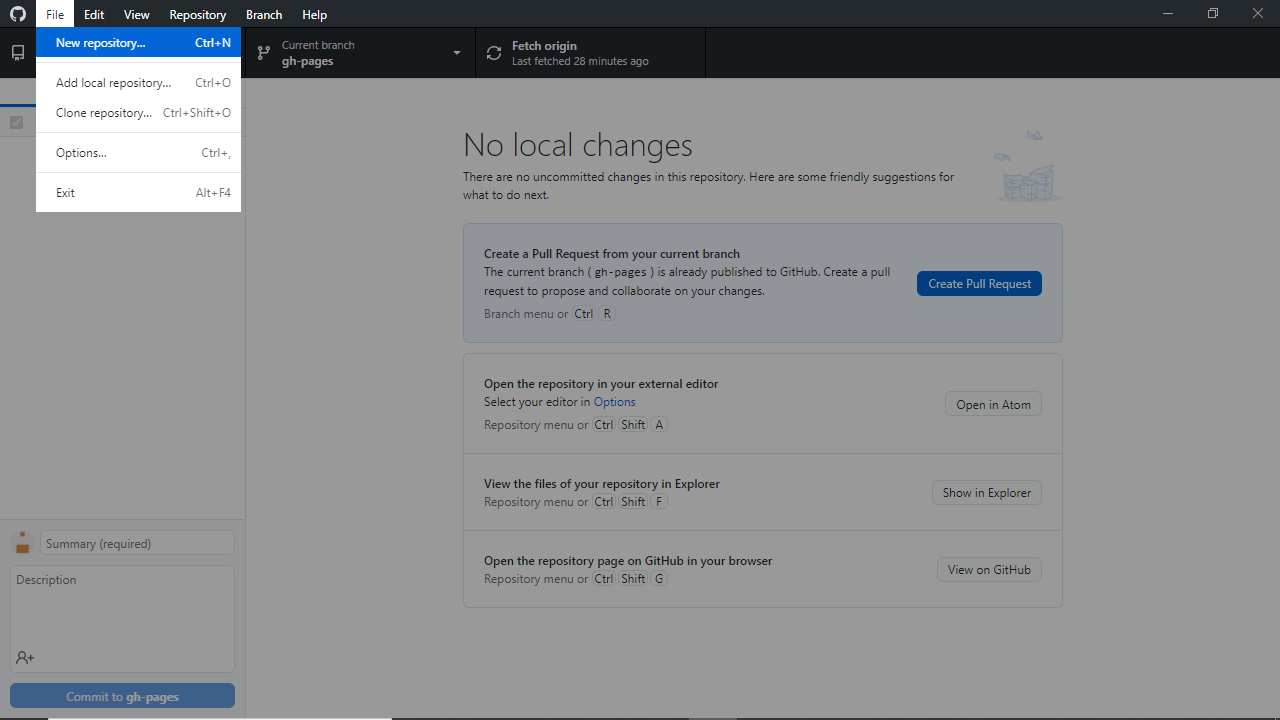 File Edit View Repository Branch Help
New repository... Ctrl+N
Add local repository... Ctrl+O
Clone repository... Ctrl+Shift+O
Options... Ctrl+,
Exit Alt+F4
Current branch
gh-pages
Fetch origin
Last fetched 28 minutes ago
No local changes
There are no uncommitted changes in this repository. Here are some friendly suggestions for
what to do next.
Create a Pull Request from your current branch
The current branch ( gh-pages ) is already published to GitHub. Create a pull
request to propose and collaborate on your changes.
Branch menu or Ctrl R
Create Pull Request
Open the repository in your external editor
Select your editor in Options
Repository menu or Ctrl Shift A
Open in Atom
View the files of your repository in Explorer
Repository menu or Ctrl Shift F
Show in Explorer
Open the repository page on GitHub in your browser
Repository menu or Ctrl Shift G
View on GitHub
Summary (required)
Description
Commit to gh-pages